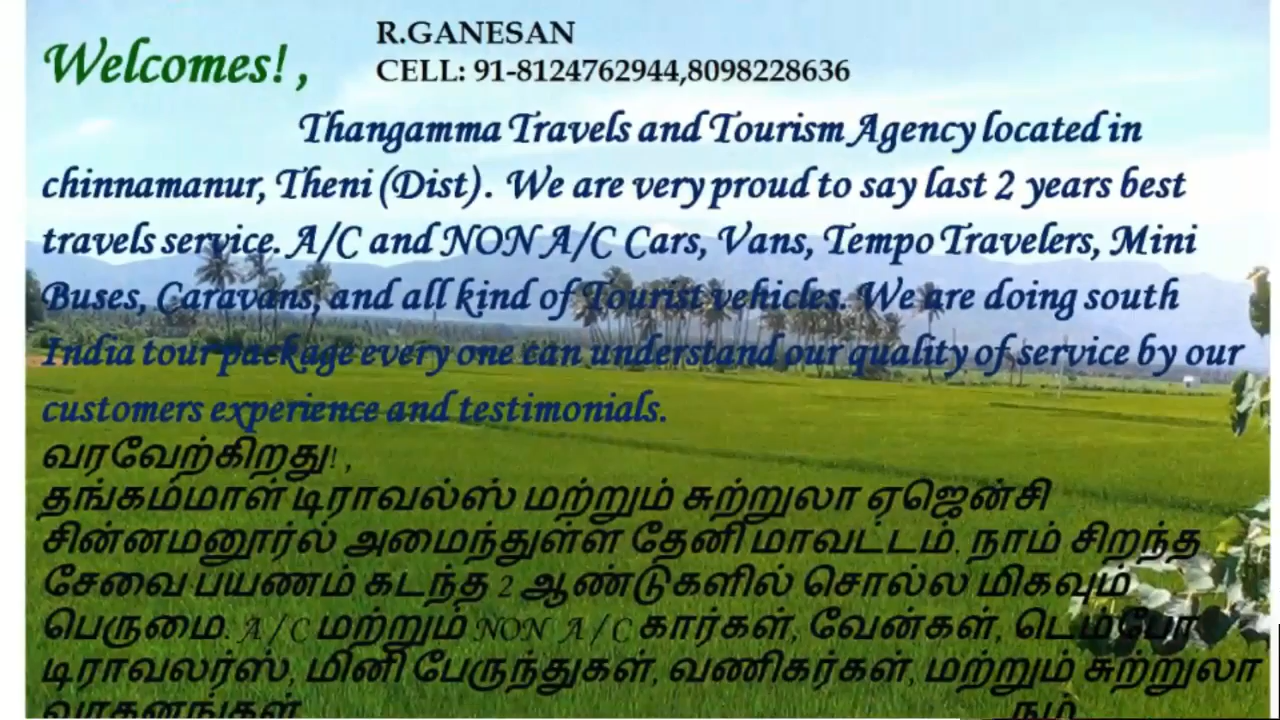 R.GANESAN
Welcomes! ,
CELL: 91-8124762944,8098228636
Thangamma Travels and Tourism Agency located in
chinnamanur, Theni (Dist). We are very proud to say last 2 years best
travels service. A/C and NON A/C Cars, Vans, Tempo Travelers, Mini
Buses, Caravans, and all kind of Tourist vehicles. We are doing south
India tour package every one can understand our quality of service by our
customers experience and testimonials.
வரவேற்கிறது! ,
தங்கம்மாள் டிராவல்ஸ் மற்றும் சுற்றுலா ஏஜென்சி
சின்னமனூர்ல் அமைந்துள்ள தேனி மாவட்டம். நாம் சிறந்த
சேவை பயணம் கடந்த 2 ஆண்டுகளில் சொல்ல மிகவும்
பெருமை. A / C மற்றும் NON A / C கார்கள், வேன்கள், டெம்போ
டிராவலர்ஸ், மினி பேருந்துகள், வணிகர்கள், மற்றும் சுற்றுலா
வாகனங்கள் நம்